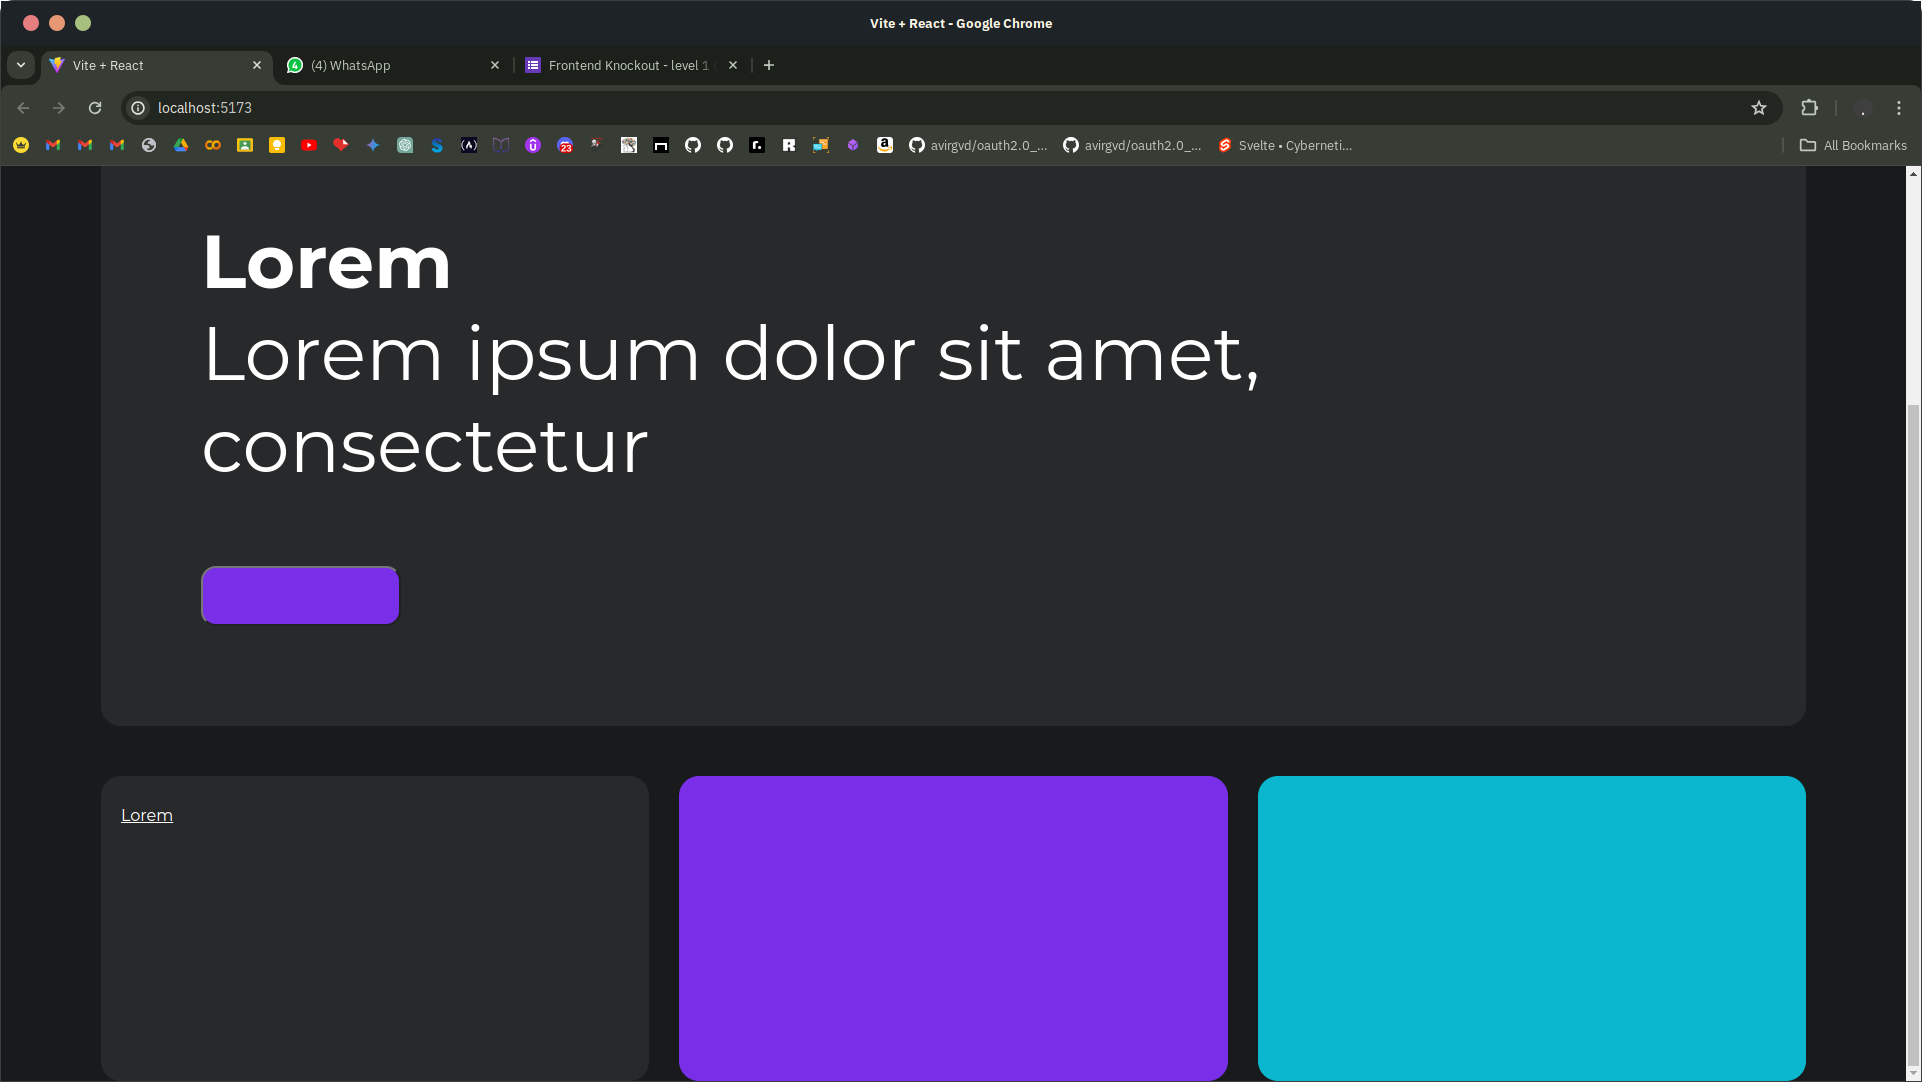 Vite + React - Google Chrome
Vite + React
(4) WhatsApp
Frontend Knockout - level 1
localhost:5173
23
avirgvd/oauth2.0_...
avirgvd/oauth2.0_...
Svelte • Cyberneti...
All Bookmarks
Lorem
Lorem ipsum dolor sit amet,
consectetur
Lorem